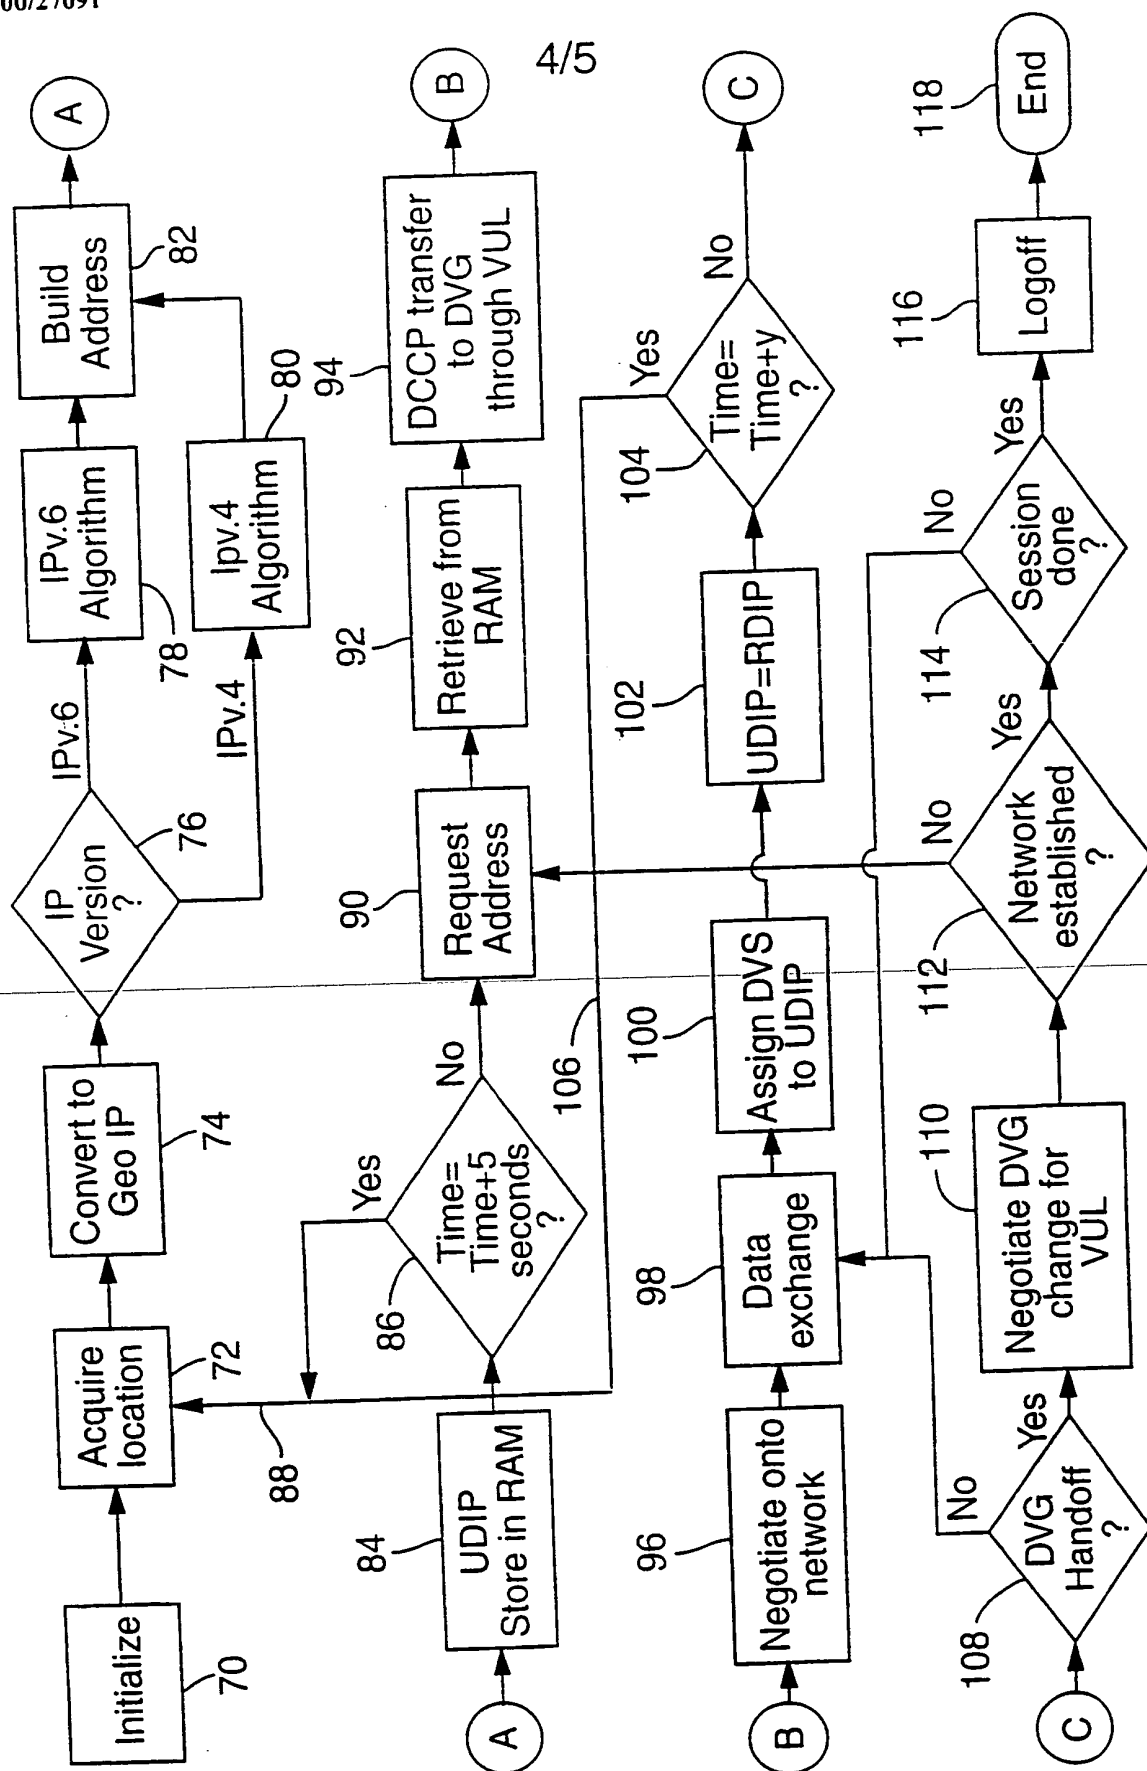 4/5
Initialize
70
Acquire
location
72
Convert to
Geo IP
74
IP
Version
?
76
IPv.6
IPv.4
IPv.6
Algorithm
78
Ipv.4
Algorithm
80
Build
Address
82
A
A
UDIP
Store in RAM
84
88
Time=
Time+5
seconds
?
86
Yes
No
Request
Address
90
Retrieve from
RAM
92
DCCP transfer
to DVG
through VUL
94
B
106
B
Negotiate onto
network
96
Data
exchange
98
Assign DVS
to UDIP
100
UDIP=RDIP
102
Time=
Time+y
?
104
Yes
No
C
C
DVG
Handoff
?
108
No
Yes
Negotiate DVG
change for
VUL
110
Network
established
?
112
No
Yes
Session
done
?
114
No
Yes
Logoff
116
End
118